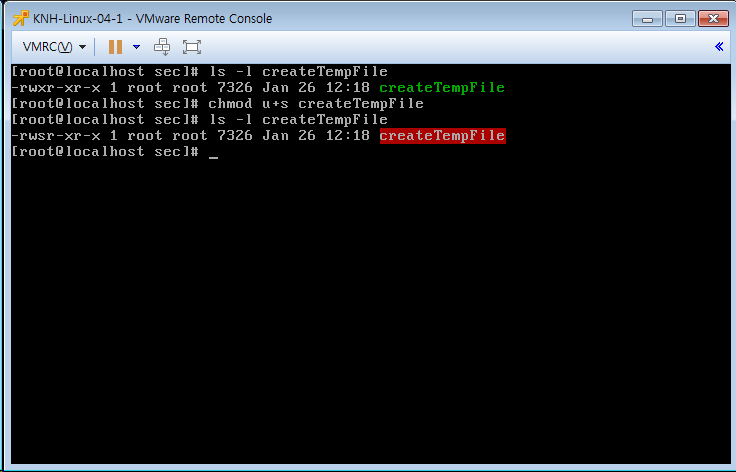 KNH-Linux-04-1 - VMware Remote Console
VMRC(V)
[root@localhost sec]# ls -l createTempFile
-rwxr-xr-x 1 root root 7326 Jan 26 12:18 createTempFile
[root@localhost sec]# chmod u+s createTempFile
[root@localhost sec]# ls -l createTempFile
-rwsr-xr-x 1 root root 7326 Jan 26 12:18 createTempFile
[root@localhost sec]# _